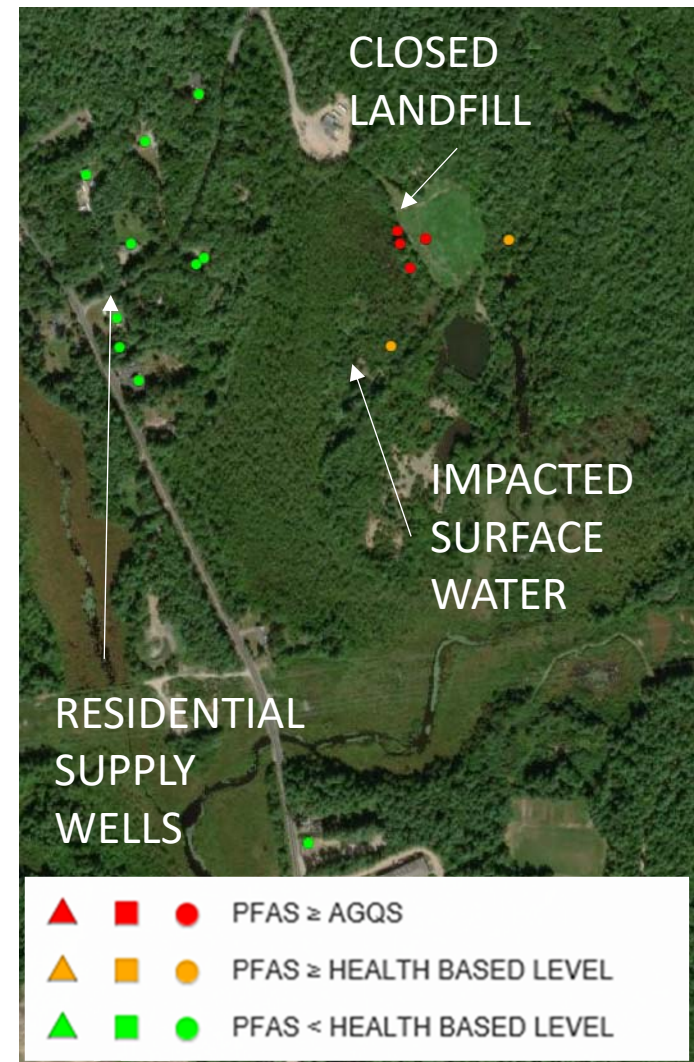 CLOSED
LANDFILL
IMPACTED
SURFACE
WATER
RESIDENTIAL
SUPPLY
WELLS
PFAS ≥ AGQS
PFAS ≥ HEALTH BASED LEVEL
PFAS < HEALTH BASED LEVEL